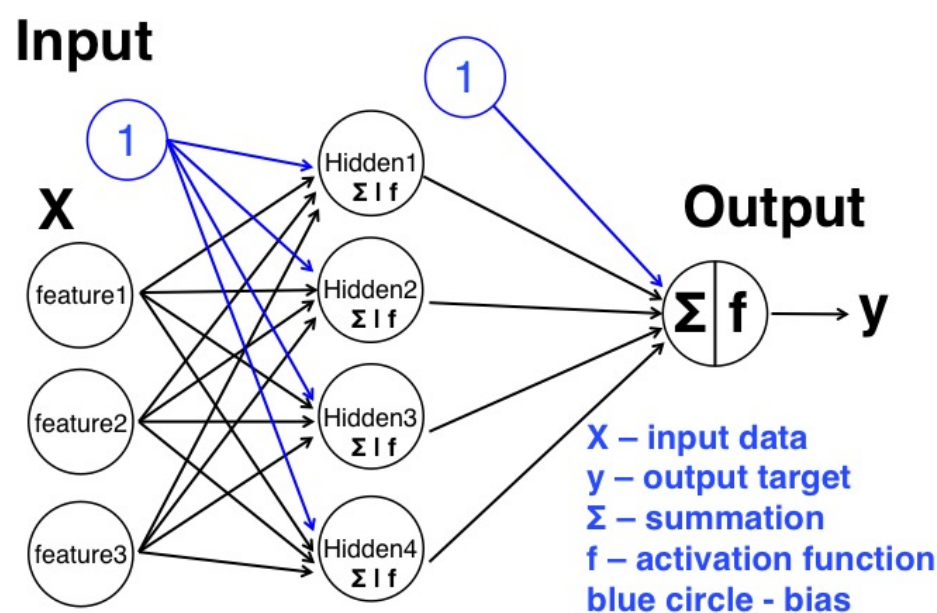 Input
1
1
X
Hidden1
Σ | f
feature1
Hidden2
Σ | f
feature2
Hidden3
Σ | f
feature3
Hidden4
Σ | f
Output
Σ f
y
X – input data
y – output target
Σ – summation
f – activation function
blue circle - bias